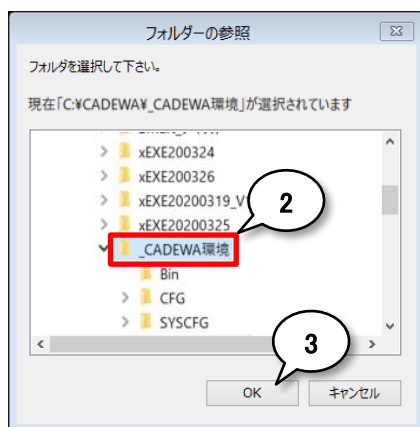 フォルダーの参照
フォルダを選択して下さい。
現在「C:¥CADEWA¥_CADEWA環境」が選択されています
xEXE200324
xEXE200326
xEXE20200319_V
xEXE20200325
2
_CADEWA環境
Bin
CFG
SYSCFG
3
OK
キャンセル